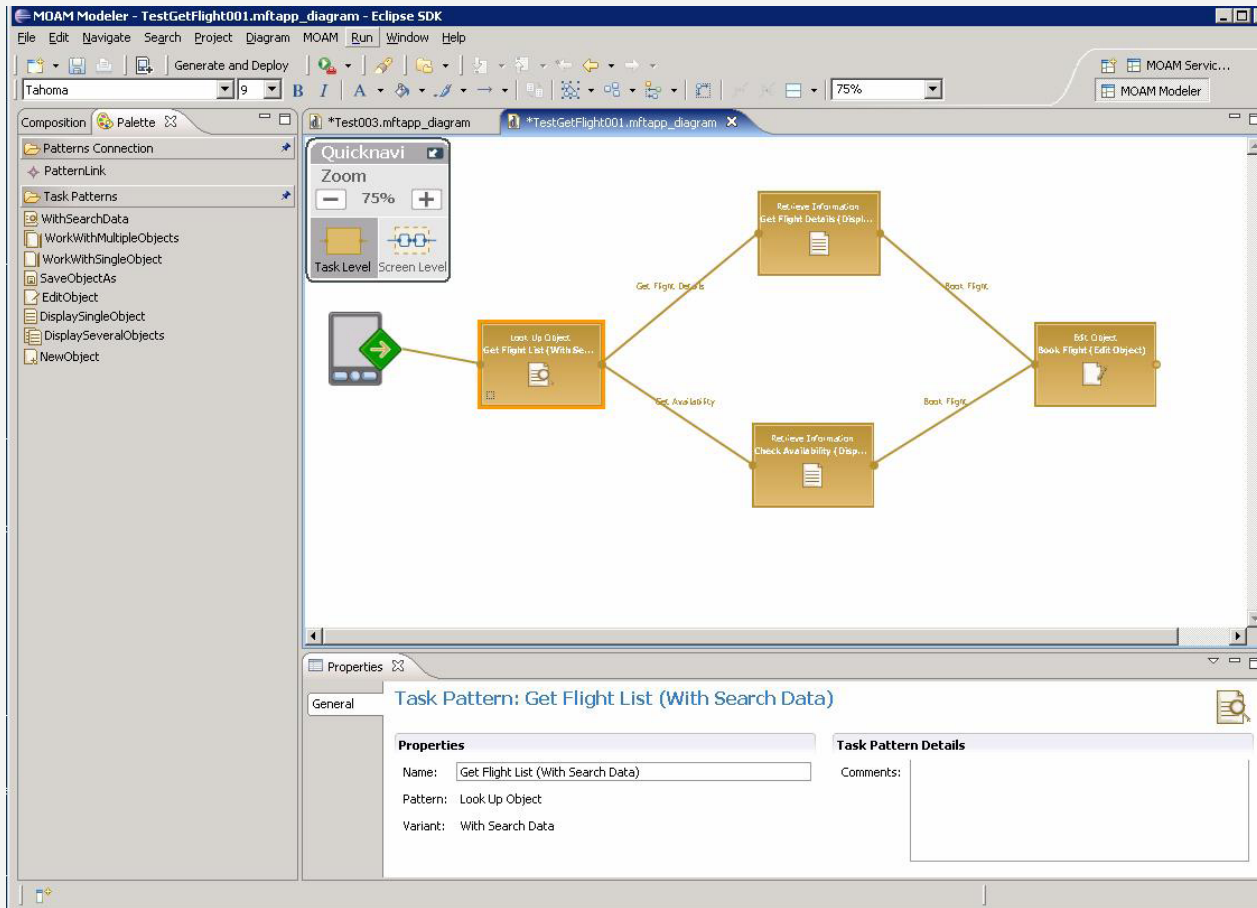 MOAM Modeler - TestGetFlight001.mftapp_diagram - Eclipse SDK
File Edit Navigate Search Project Diagram MOAM Run Window Help
Generate and Deploy
MOAM Servic...
Tahoma 9 B I A 75%
MOAM Modeler
Composition Palette
*Test003.mftapp_diagram *TestGetFlight001.mftapp_diagram
Patterns Connection
PatternLink
Task Patterns
WithSearchData
WorkWithMultipleObjects
WorkWithSingleObject
SaveObjectAs
EditObject
DisplaySingleObject
DisplaySeveralObjects
NewObject
Quicknavi
Zoom
75%
Task Level Screen Level
Retrieve Information
Get Flight Details (Displ...
Get Flight Details
Book Flight
Look Up Object
Get Flight List (With Se...
Edit Object
Book Flight (Edit Object)
Get Availability
Book Flight
Retrieve Information
Check Availability (Disp...
Properties
General
Task Pattern: Get Flight List (With Search Data)
Properties
Name: Get Flight List (With Search Data)
Pattern: Look Up Object
Variant: With Search Data
Task Pattern Details
Comments: